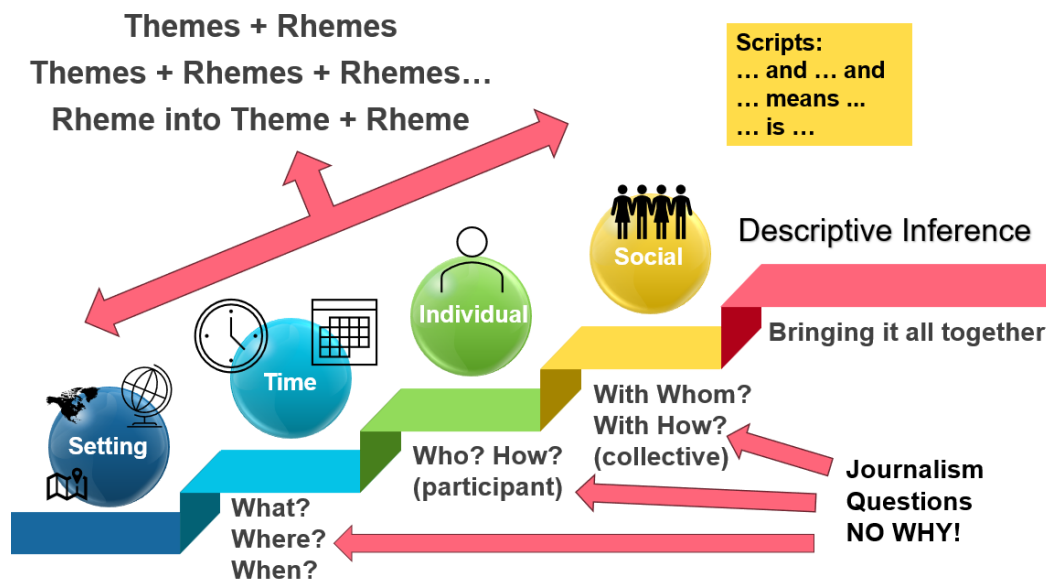 Themes + Rhemes
Themes + Rhemes + Rhemes…
Rheme into Theme + Rheme
Scripts:
… and … and
… means ...
… is …
Setting
Time
Individual
Social
Descriptive Inference
Bringing it all together
What?
Where?
When?
Who? How?
(participant)
With Whom?
With How?
(collective)
Journalism
Questions
NO WHY!